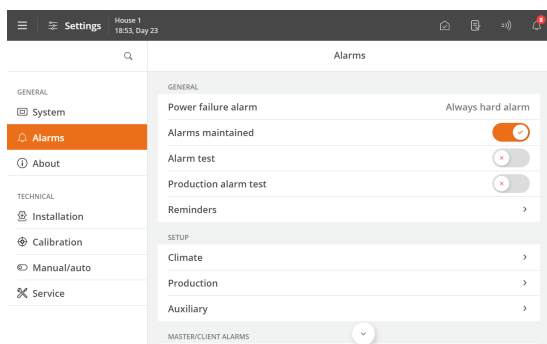 Settings
House 1
18:53, Day 23
8
Alarms
GENERAL
System
Alarms
About
TECHNICAL
Installation
Calibration
Manual/auto
Service
GENERAL
Power failure alarm
Always hard alarm
Alarms maintained
Alarm test
Production alarm test
Reminders
SETUP
Climate
Production
Auxiliary
MASTER/CLIENT ALARMS